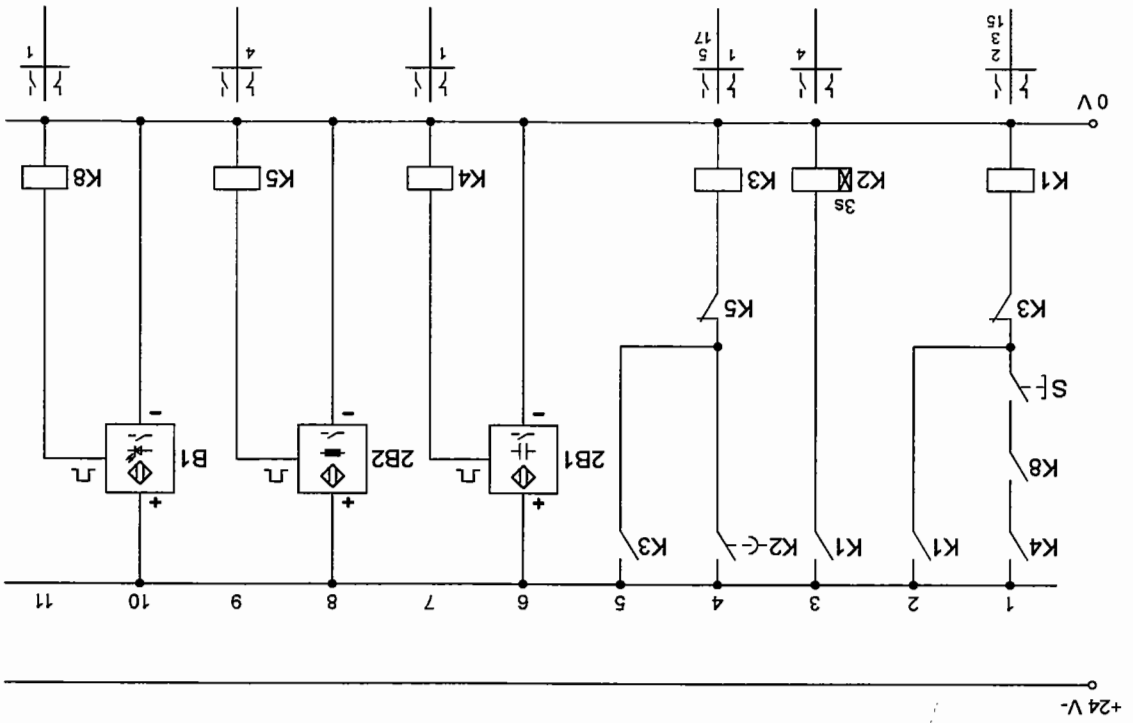 +24 V-
1 2 3 4 5 6 7 8 9 10 11
K4 K1 K1 K2 K3
+ + +
K8 2B1 2B2 B1
- - -
S
K3 K5
3s
K1 K2 K3 K4 K5 K8
0 V
2 4 1 5 1 4 1
3 17
15